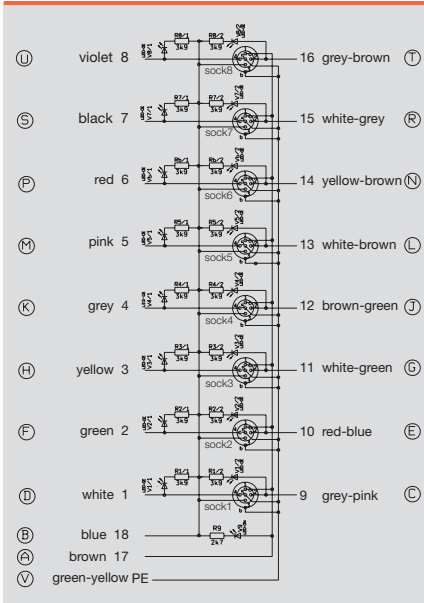 R8/1 R8/2
3k9 3k9
U violet 8 16 grey-brown T
sock8
R7/1 R7/2
3k9 3k9
S black 7 15 white-grey R
sock7
R6/1 R6/2
3k9 3k9
P red 6 14 yellow-brown N
sock6
R5/1 R5/2
3k9 3k9
M pink 5 13 white-brown L
sock5
R4/1 R4/2
3k9 3k9
K grey 4 12 brown-green J
sock4
R3/1 R3/2
3k9 3k9
H yellow 3 11 white-green G
sock3
R2/1 R2/2
3k9 3k9
F green 2 10 red-blue E
sock2
R1/1 R1/2
3k9 3k9
D white 1 9 grey-pink C
sock1
B blue 18 R9
2k7
A brown 17
V green-yellow PE